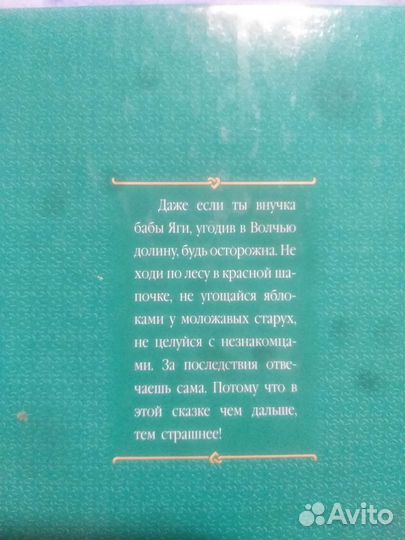 Даже если ты внучка
бабы Яги, угодив в Волчью
долину, будь осторожна. Не
ходи по лесу в красной ша-
почке, не угощайся ябло-
ками у моложавых старух,
не целуйся с незнакомца-
ми. За последствия отве-
чаешь сама. Потому что в
этой сказке чем дальше,
тем страшнее!
Avito